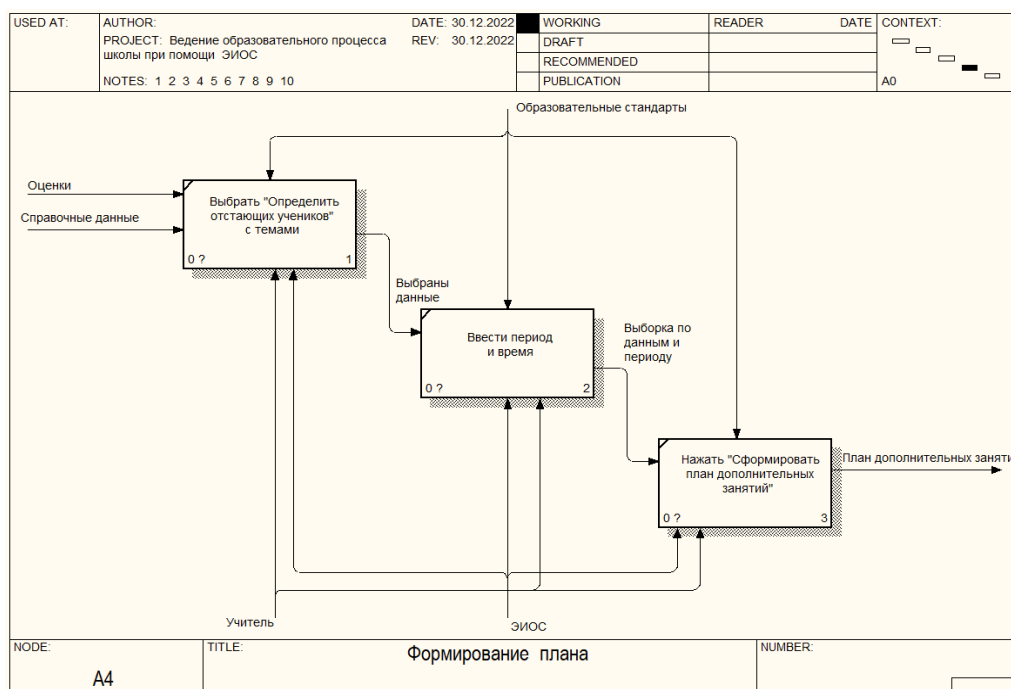 USED AT:
AUTHOR:
DATE: 30.12.2022
PROJECT: Ведение образовательного процесса
школы при помощи ЭИОС
REV: 30.12.2022
NOTES: 1 2 3 4 5 6 7 8 9 10
WORKING
DRAFT
RECOMMENDED
PUBLICATION
READER
DATE
CONTEXT:
A0
Образовательные стандарты
Оценки
Справочные данные
Выбрать "Определить
отстающих учеников"
с темами
0 ?
1
Выбраны
данные
Ввести период
и время
0 ?
2
Выборка по
данным и
периоду
Нажать "Сформировать
план дополнительных
занятий"
0 ?
3
План дополнительных заняти
Учитель
ЭИОС
NODE:
A4
TITLE:
Формирование плана
NUMBER: